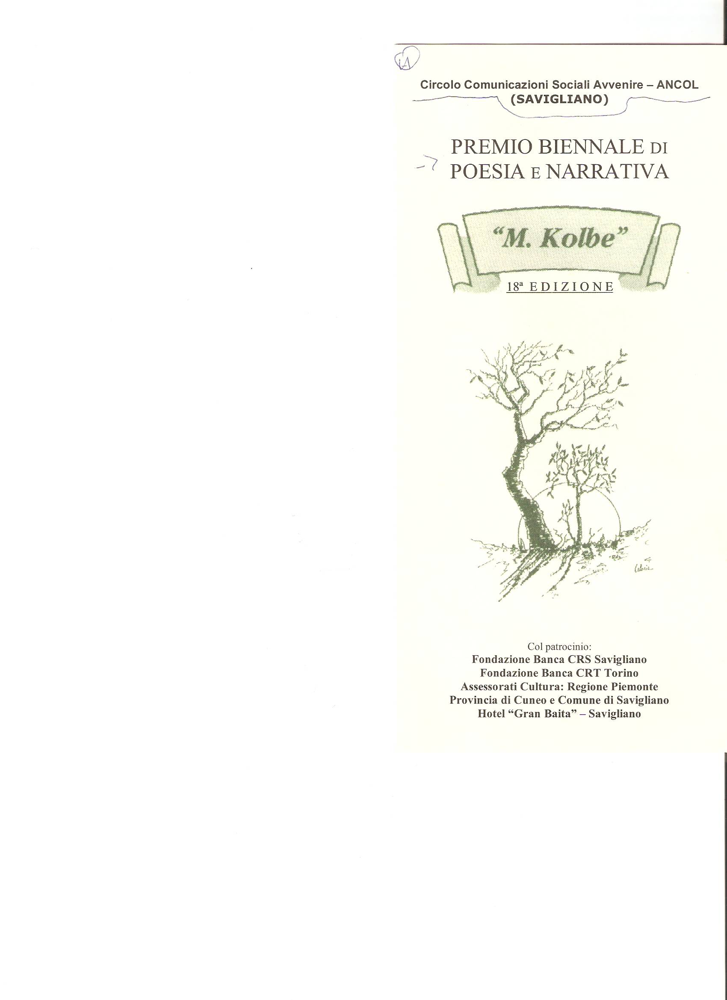 Circolo Comunicazioni Sociali Avvenire – ANCOL
(SAVIGLIANO)
PREMIO BIENNALE DI
POESIA E NARRATIVA
“M. Kolbe”
18ª EDIZIONE
Col patrocinio:
Fondazione Banca CRS Savigliano
Fondazione Banca CRT Torino
Assessorati Cultura: Regione Piemonte
Provincia di Cuneo e Comune di Savigliano
Hotel “Gran Baita” – Savigliano